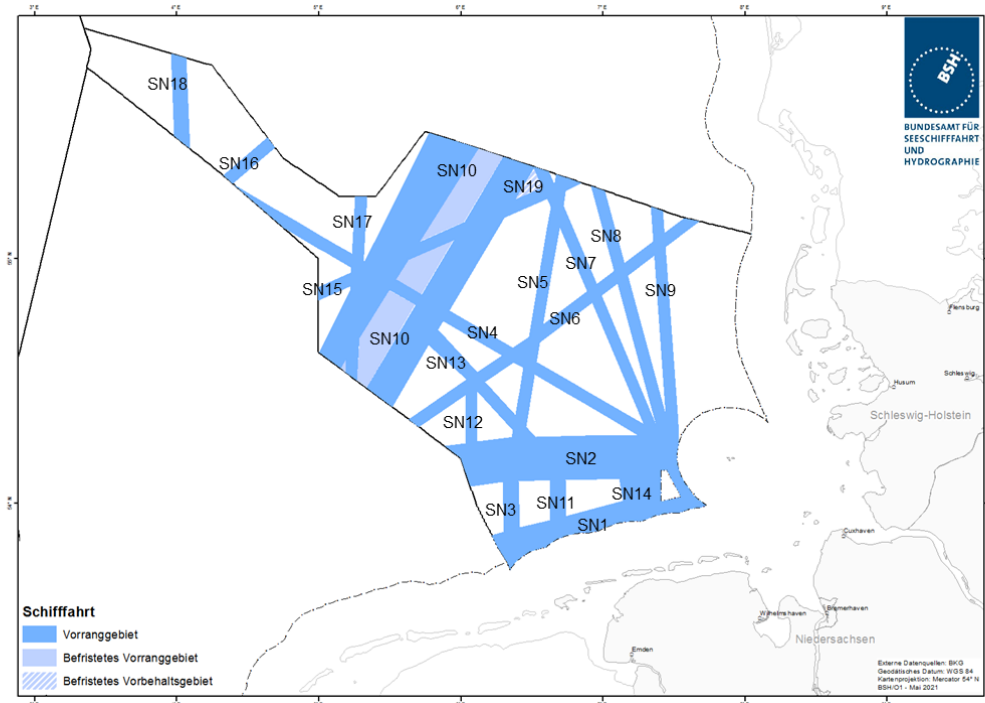 3° E
4° E
5° E
6° E
7° E
8° E
9° E
BSH
BUNDESAMT FÜR
SEESCHIFFFAHRT
UND
HYDROGRAPHIE
SN18
SN16
SN10
SN19
SN17
SN8
SN7
SN15
SN5
SN9
SN6
SN10
SN4
SN13
SN12
SN2
SN14
SN3
SN11
SN1
Flensburg
Schleswig
Husum
Schleswig-Holstein
Cuxhaven
Wilhelmshaven
Bremerhaven
Niedersachsen
Emden
Schifffahrt
Vorranggebiet
Befristetes Vorranggebiet
Befristetes Vorbehaltsgebiet
Externe Datenquellen: BKG
Geodätisches Datum: WGS 84
Kartenprojektion: Mercator 54° N
BSH/O1 - Mai 2021